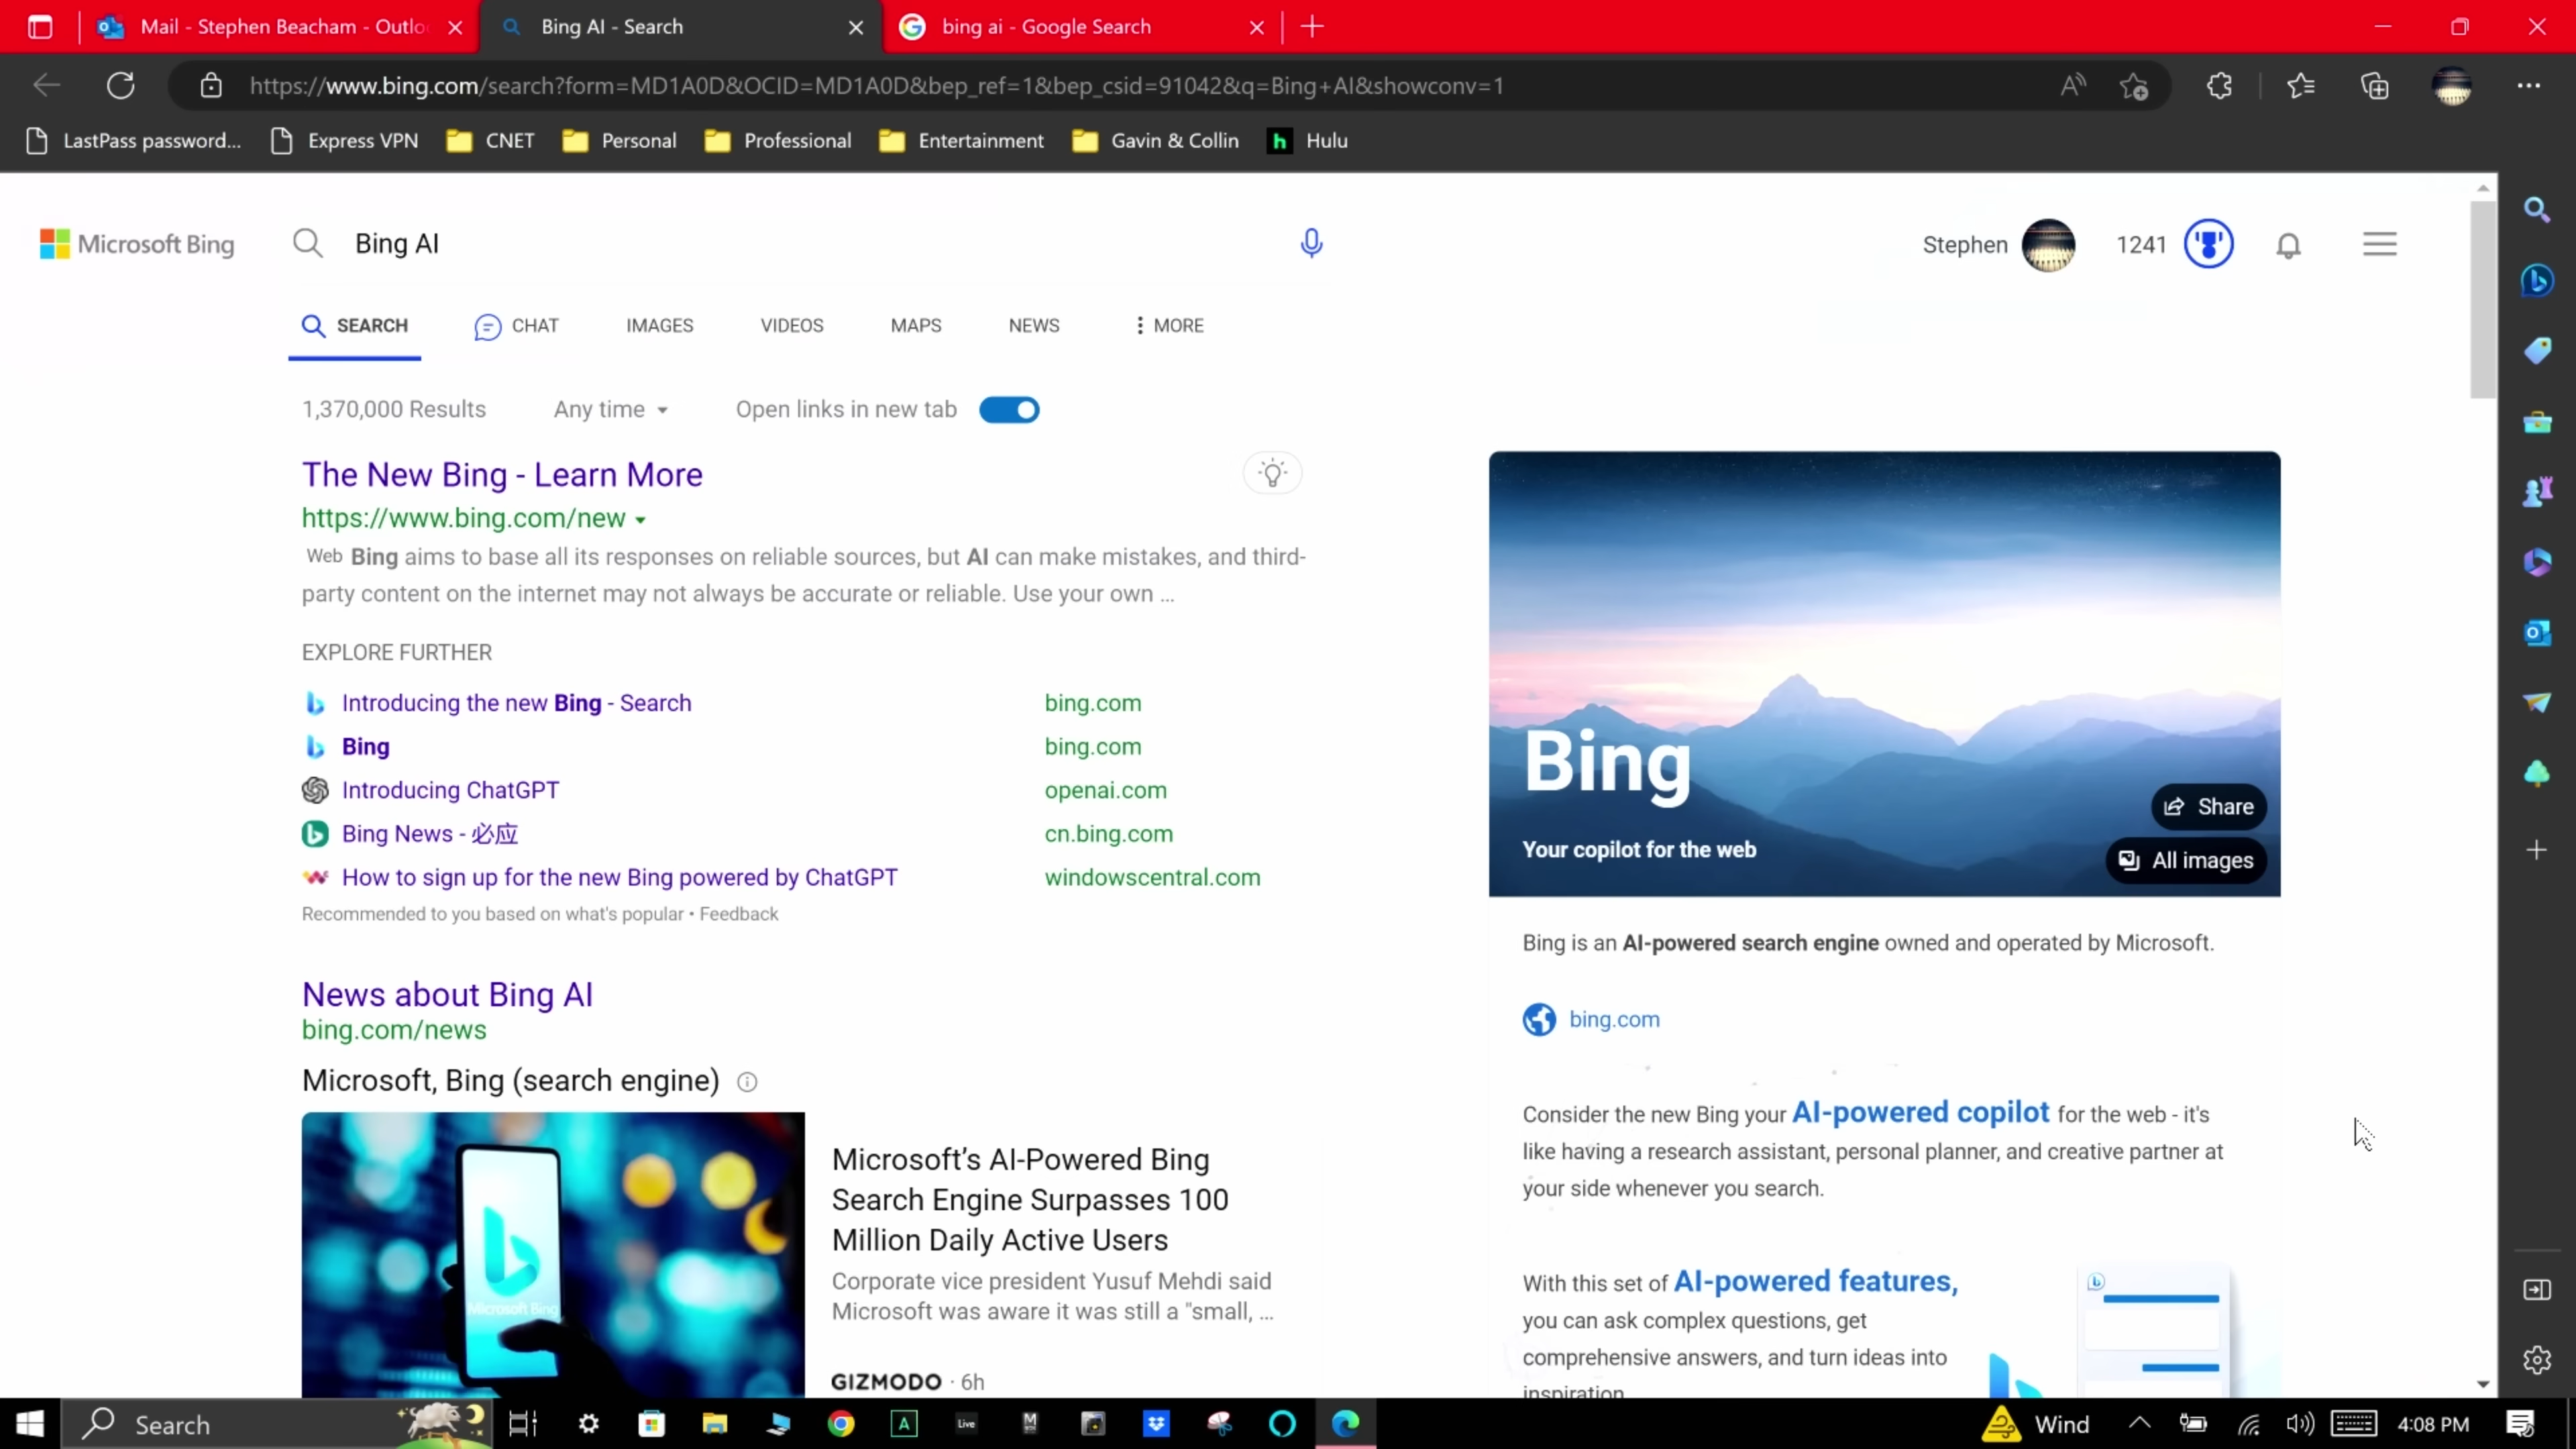 Mail - Stephen Beacham - Outlo
Bing AI - Search
bing ai - Google Search
https://www.bing.com/search?form=MD1A0D&OCID=MD1A0D&bep_ref=1&bep_csid=91042&q=Bing+AI&showconv=1
LastPass password...
Express VPN
CNET
Personal
Professional
Entertainment
Gavin & Collin
Hulu
Microsoft Bing
Bing AI
Stephen
1241
SEARCH
CHAT
IMAGES
VIDEOS
MAPS
NEWS
MORE
1,370,000 Results
Any time
Open links in new tab
The New Bing - Learn More
https://www.bing.com/new
Web Bing aims to base all its responses on reliable sources, but AI can make mistakes, and third-
party content on the internet may not always be accurate or reliable. Use your own ...
EXPLORE FURTHER
Introducing the new Bing - Search
bing.com
Bing
bing.com
Introducing ChatGPT
openai.com
Bing News - 必应
cn.bing.com
How to sign up for the new Bing powered by ChatGPT
windowscentral.com
Recommended to you based on what's popular • Feedback
News about Bing AI
bing.com/news
Microsoft, Bing (search engine)
Microsoft Bing
Microsoft's AI-Powered Bing
Search Engine Surpasses 100
Million Daily Active Users
Corporate vice president Yusuf Mehdi said
Microsoft was aware it was still a "small, ...
GIZMODO · 6h
Bing
Your copilot for the web
Share
All images
Bing is an AI-powered search engine owned and operated by Microsoft.
bing.com
Consider the new Bing your AI-powered copilot for the web - it's
like having a research assistant, personal planner, and creative partner at
your side whenever you search.
With this set of AI-powered features,
you can ask complex questions, get
comprehensive answers, and turn ideas into
inspiration
Search
Live
Wind
4:08 PM